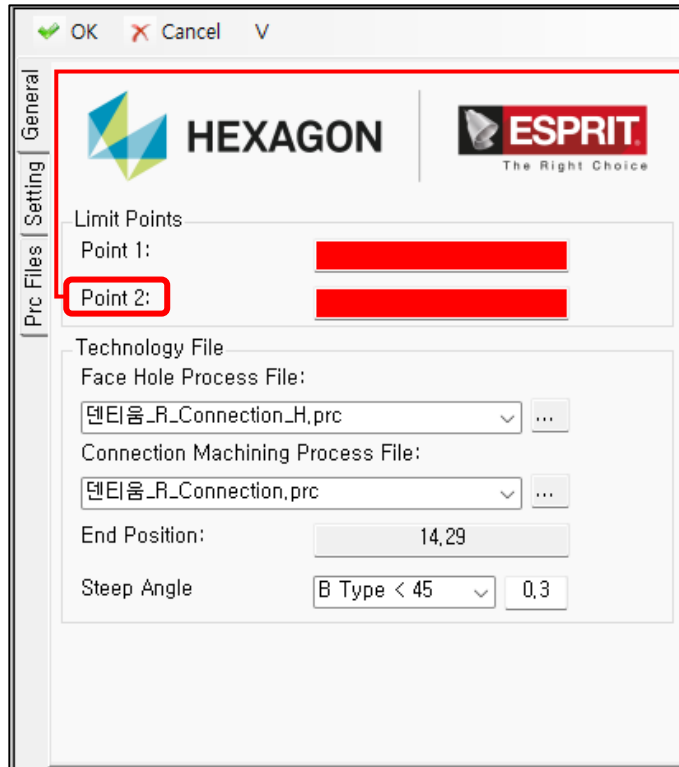 OK Cancel V
General
Setting
Prc Files
HEXAGON
ESPRIT.
The Right Choice
Limit Points
Point 1:
Point 2:
Technology File
Face Hole Process File:
덴티움_R_Connection_H.prc ...
Connection Machining Process File:
덴티움_R_Connection.prc ...
End Position: 14.29
Steep Angle B Type < 45 0.3